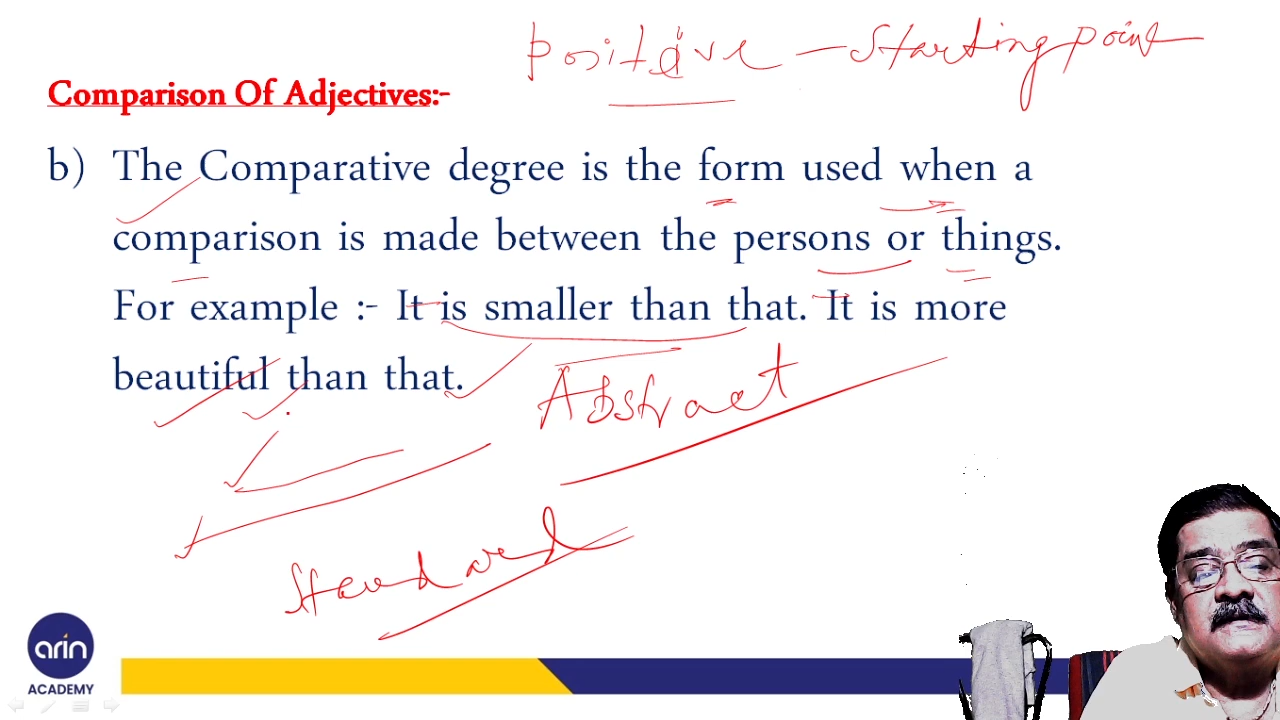 Positive - Starting point
Comparison Of Adjectives:-
b) The Comparative degree is the form used when a
comparison is made between the persons or things.
For example :- It is smaller than that. It is more
beautiful than that.
Abstract
Standard
arin
ACADEMY